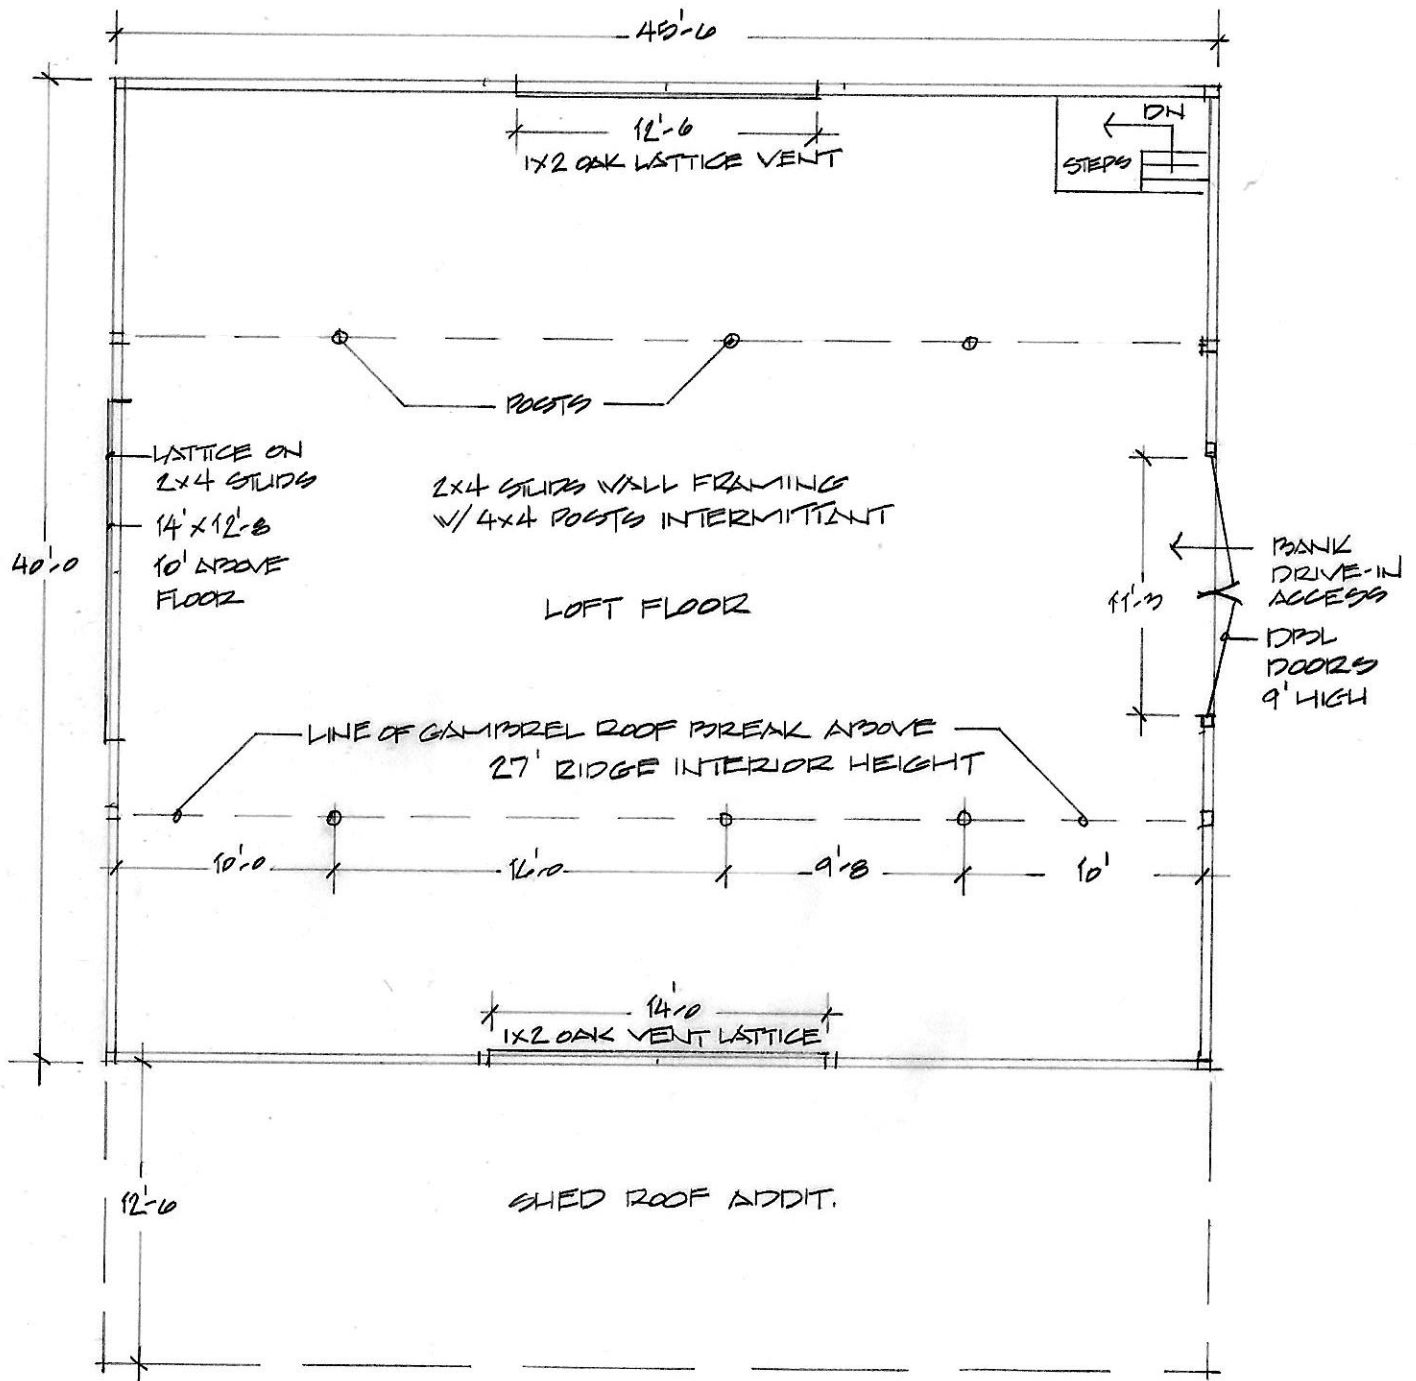 45'-6
12'-6
1X2 OAK LATTICE VENT
DN
STEPS
POSTS
LATTICE ON
2x4 STUDS
14'x12'-8
10' ABOVE
FLOOR
2x4 STUDS WALL FRAMING
W/ 4x4 POSTS INTERMITTANT
40'-0
LOFT FLOOR
11'-3
BANK
DRIVE-IN
ACCESS
DBL
DOORS
9' HIGH
LINE OF GAMBREL ROOF BREAK ABOVE
27' RIDGE INTERIOR HEIGHT
10'-0
16'-0
9'-8
10'
14'-0
1X2 OAK VENT LATTICE
12'-6
SHED ROOF ADDIT.